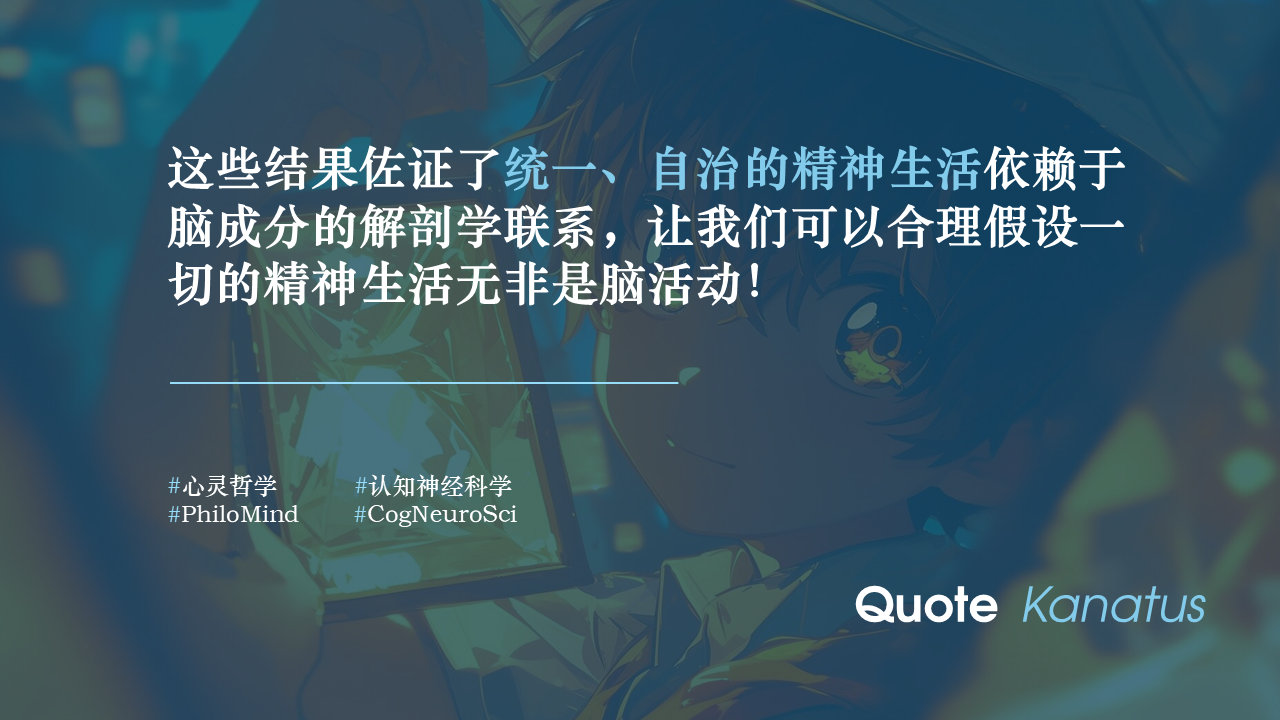 这些结果佐证了统一、自治的精神生活依赖于
脑成分的解剖学联系，让我们可以合理假设一
切的精神生活无非是脑活动！
#心灵哲学 #认知神经科学
#PhiloMind #CogNeuroSci
Quote Kanatus